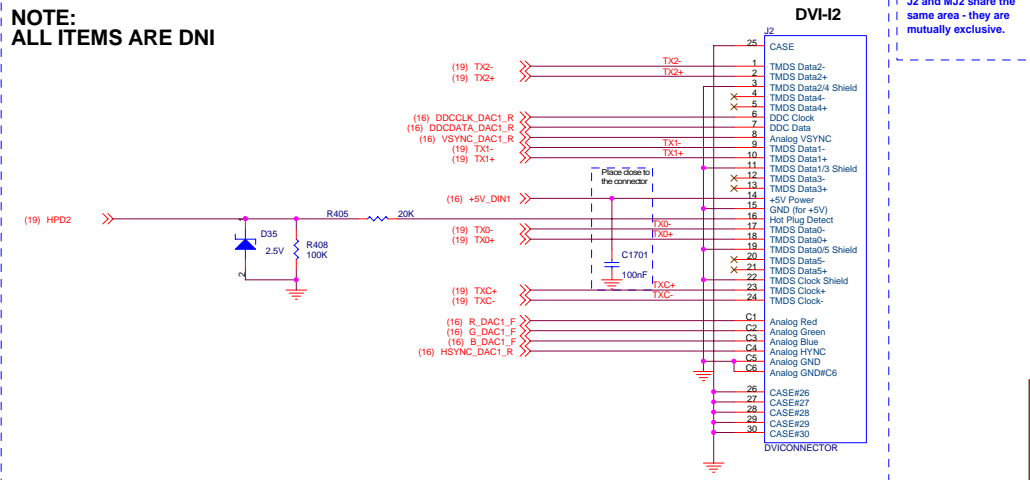 NOTE:
ALL ITEMS ARE DNI
DVI-I2
J2 and MJ2 share the
same area - they are
mutually exclusive.
J2
25 CASE
(19) TX2- TX2- 1 TMDS Data2-
(19) TX2+ TX2+ 2 TMDS Data2+
3 TMDS Data2/4 Shield
4 TMDS Data4-
5 TMDS Data4+
(16) DDCCLK_DAC1_R 6 DDC Clock
(16) DDCDATA_DAC1_R 7 DDC Data
(16) VSYNC_DAC1_R 8 Analog VSYNC
(19) TX1- TX1- 9 TMDS Data1-
(19) TX1+ TX1+ 10 TMDS Data1+
11 TMDS Data1/3 Shield
Place close to
the connector
12 TMDS Data3-
13 TMDS Data3+
(16) +5V_DIN1 14 +5V Power
15 GND (for +5V)
(19) HPD2 R405 20K 16 Hot Plug Detect
(19) TX0- TX0- 17 TMDS Data0-
(19) TX0+ TX0+ 18 TMDS Data0+
D35
2.5V
2
R408
100K
19 TMDS Data0/5 Shield
C1701
100nF
20 TMDS Data5-
21 TMDS Data5+
22 TMDS Clock Shield
(19) TXC+ TXC+ 23 TMDS Clock+
(19) TXC- TXC- 24 TMDS Clock-
(16) R_DAC1_F C1 Analog Red
(16) G_DAC1_F C2 Analog Green
(16) B_DAC1_F C3 Analog Blue
(16) HSYNC_DAC1_R C4 Analog HYNC
C5 Analog GND
C6 Analog GND#C6
26 CASE#26
27 CASE#27
28 CASE#28
29 CASE#29
30 CASE#30
DVICONNECTOR